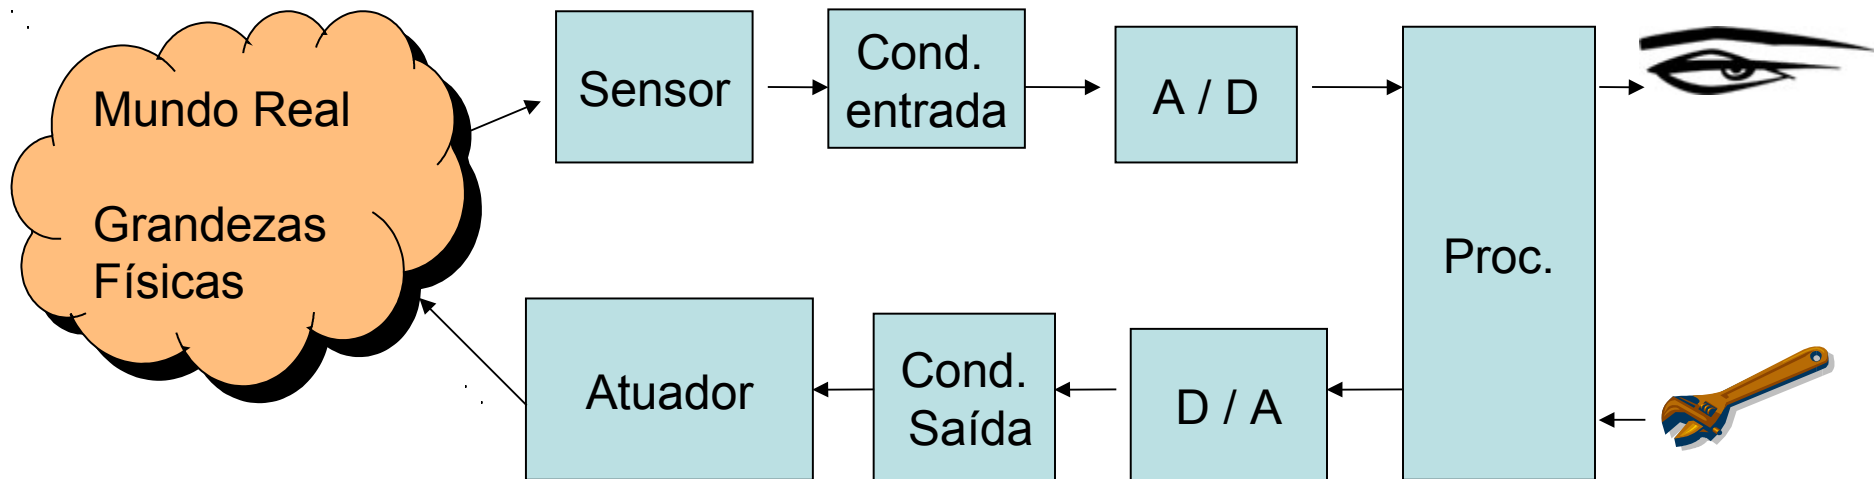 Mundo Real
Grandezas
Físicas
Sensor
Cond.
entrada
A / D
Proc.
Atuador
Cond.
Saída
D / A